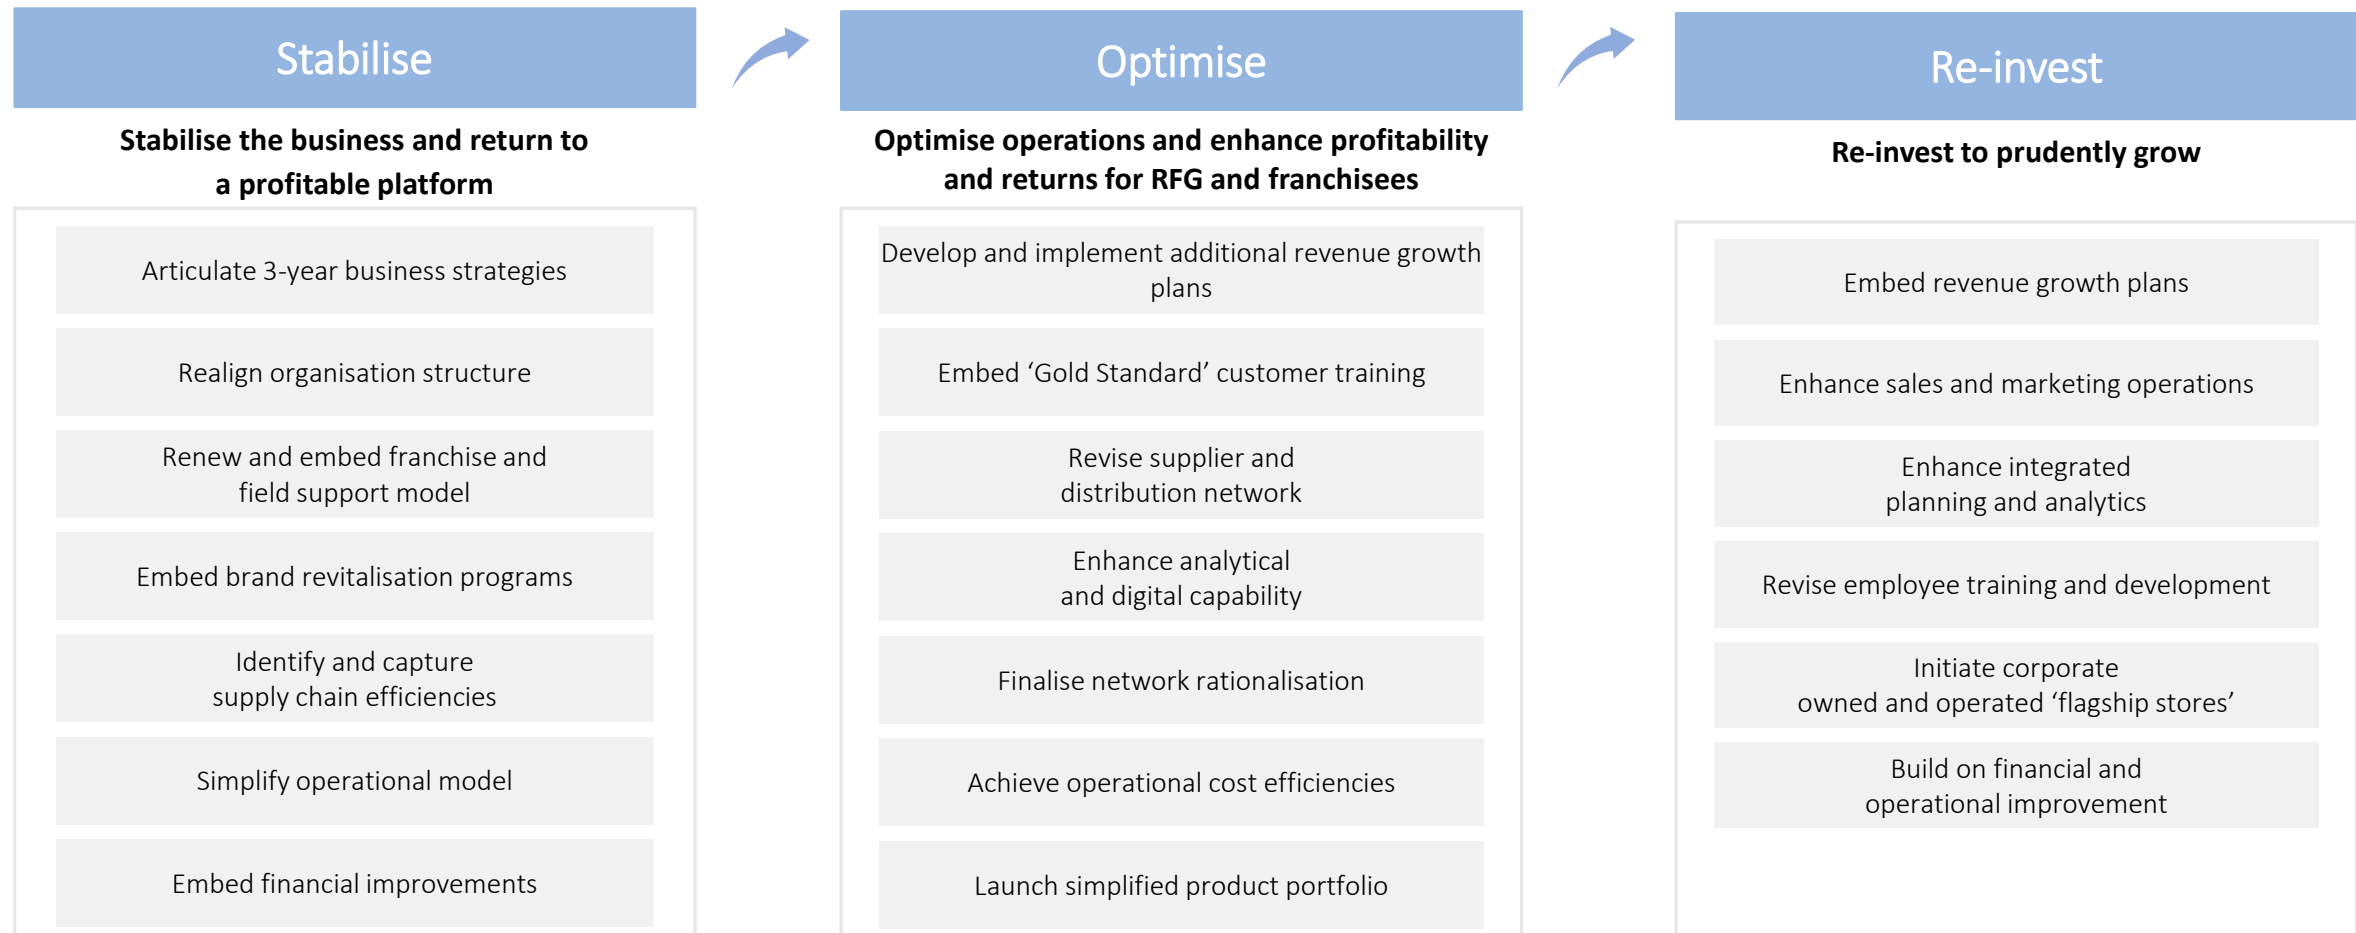 Stabilise
Stabilise the business and return to
a profitable platform
Articulate 3-year business strategies
Realign organisation structure
Renew and embed franchise and
field support model
Embed brand revitalisation programs
Identify and capture
supply chain efficiencies
Simplify operational model
Embed financial improvements
Optimise
Optimise operations and enhance profitability
and returns for RFG and franchisees
Develop and implement additional revenue growth
plans
Embed ‘Gold Standard’ customer training
Revise supplier and
distribution network
Enhance analytical
and digital capability
Finalise network rationalisation
Achieve operational cost efficiencies
Launch simplified product portfolio
Re-invest
Re-invest to prudently grow
Embed revenue growth plans
Enhance sales and marketing operations
Enhance integrated
planning and analytics
Revise employee training and development
Initiate corporate
owned and operated ‘flagship stores’
Build on financial and
operational improvement